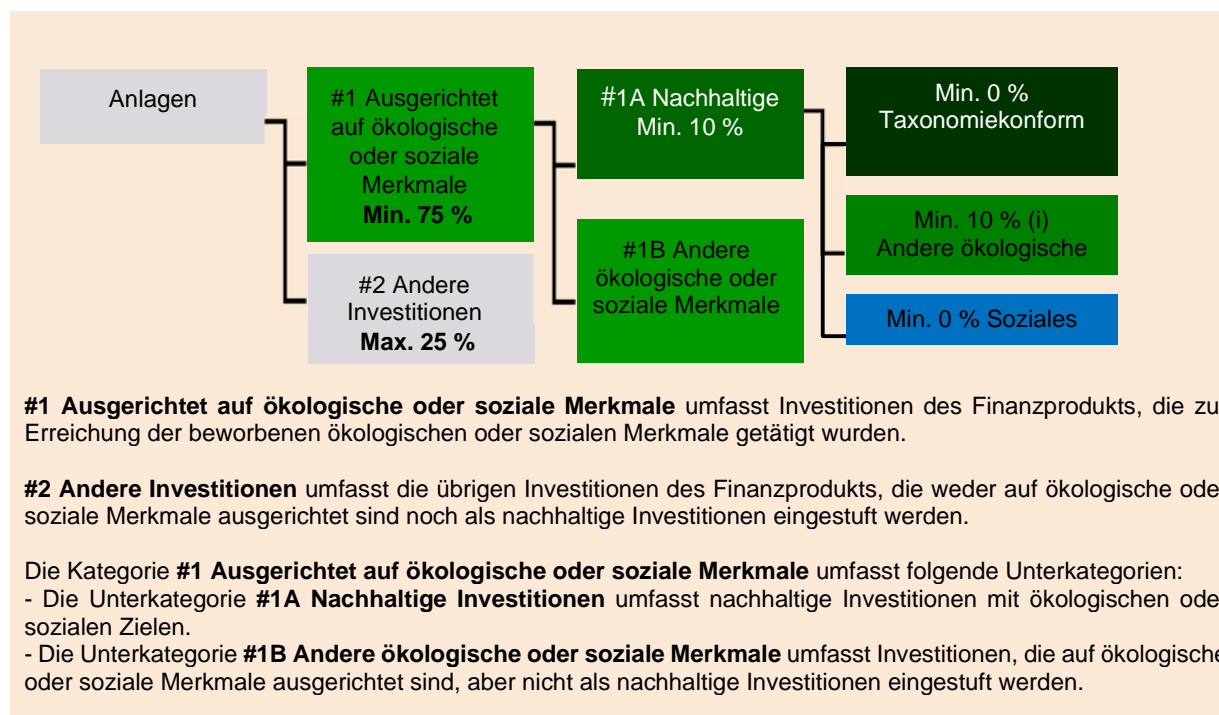 Anlagen
#1 Ausgerichtet
auf ökologische
oder soziale
Merkmale
Min. 75 %
#2 Andere
Investitionen
Max. 25 %
#1A Nachhaltige
Min. 10 %
#1B Andere
ökologische oder
soziale Merkmale
Min. 0 %
Taxonomiekonform
Min. 10 % (i)
Andere ökologische
Min. 0 % Soziales
#1 Ausgerichtet auf ökologische oder soziale Merkmale umfasst Investitionen des Finanzprodukts, die zu
Erreichung der beworbenen ökologischen oder sozialen Merkmale getätigt wurden.
#2 Andere Investitionen umfasst die übrigen Investitionen des Finanzprodukts, die weder auf ökologische ode
soziale Merkmale ausgerichtet sind noch als nachhaltige Investitionen eingestuft werden.
Die Kategorie #1 Ausgerichtet auf ökologische oder soziale Merkmale umfasst folgende Unterkategorien:
- Die Unterkategorie #1A Nachhaltige Investitionen umfasst nachhaltige Investitionen mit ökologischen ode
sozialen Zielen.
- Die Unterkategorie #1B Andere ökologische oder soziale Merkmale umfasst Investitionen, die auf ökologische
oder soziale Merkmale ausgerichtet sind, aber nicht als nachhaltige Investitionen eingestuft werden.